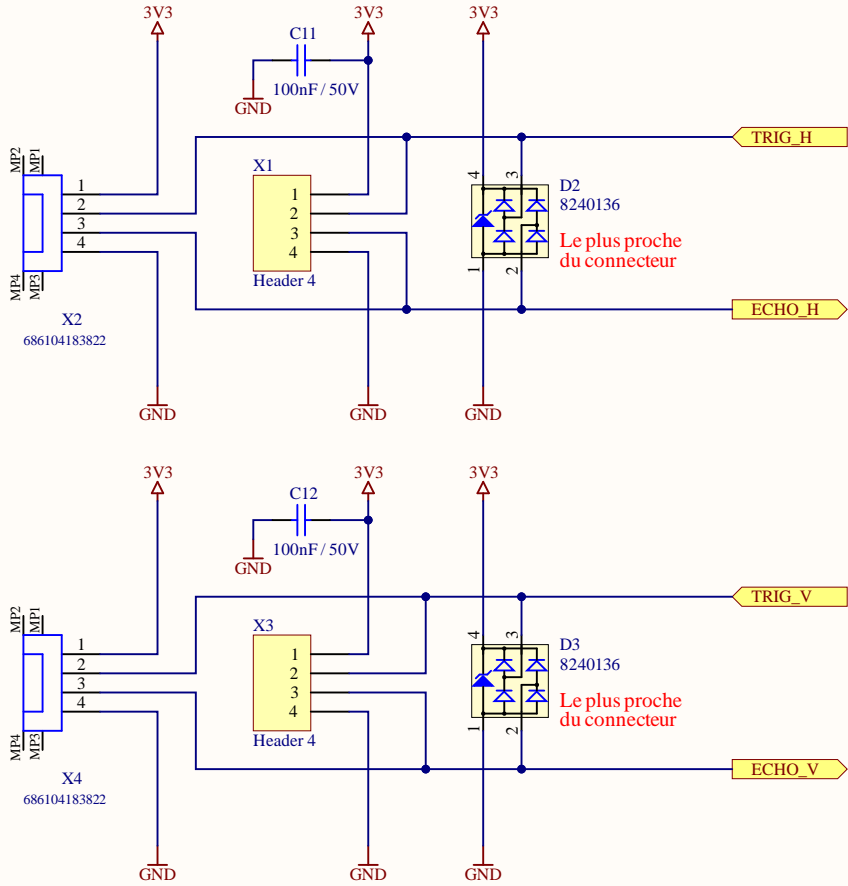 3V3
3V3
3V3
C11
100nF / 50V
GND
TRIG_H
MP2
MP1
X1
D2
8240136
1
2
3
4
1
2
3
4
4
3
1
2
Le plus proche
du connecteur
MP4
MP3
Header 4
X2
686104183822
ECHO_H
GND
GND
GND
3V3
3V3
3V3
C12
100nF / 50V
GND
TRIG_V
MP2
MP1
X3
D3
8240136
1
2
3
4
1
2
3
4
4
3
1
2
Le plus proche
du connecteur
MP4
MP3
Header 4
X4
686104183822
ECHO_V
GND
GND
GND